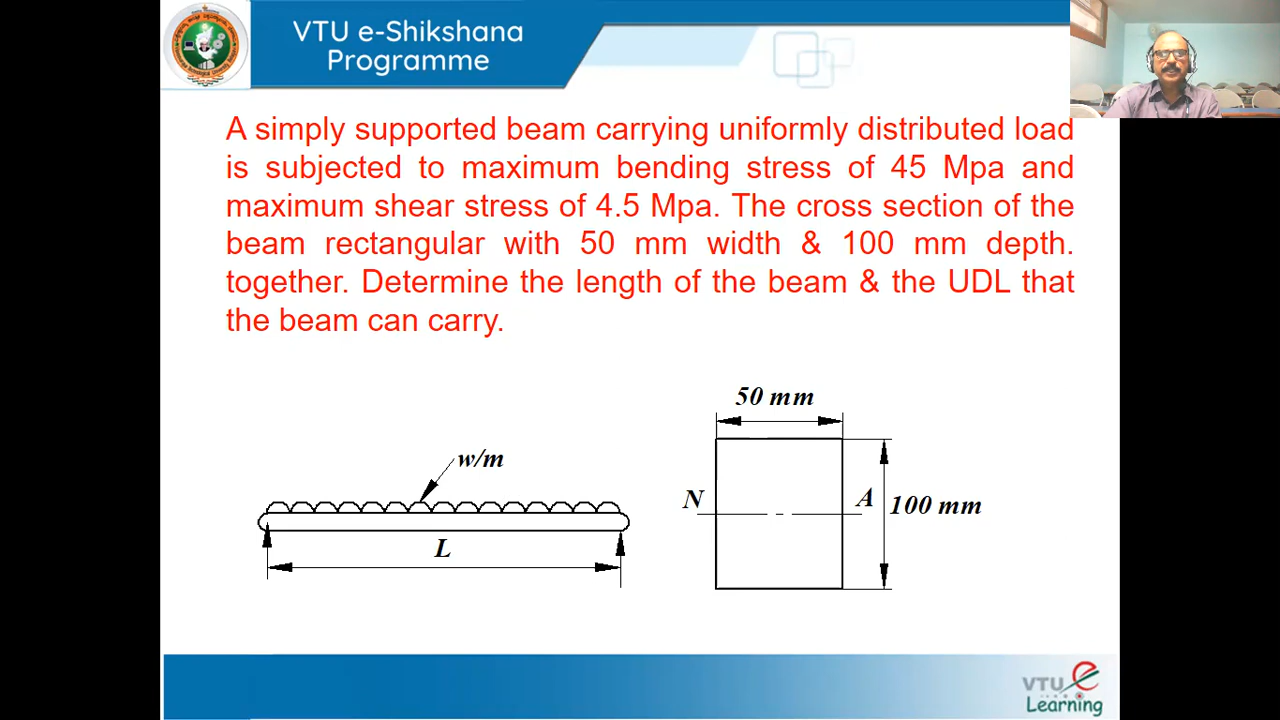 VTU e-Shikshana
Programme
A simply supported beam carrying uniformly distributed load
is subjected to maximum bending stress of 45 Mpa and
maximum shear stress of 4.5 Mpa. The cross section of the
beam rectangular with 50 mm width & 100 mm depth.
together. Determine the length of the beam & the UDL that
the beam can carry.
50 mm
w/m
N
A
100 mm
L
VTU e
Learning